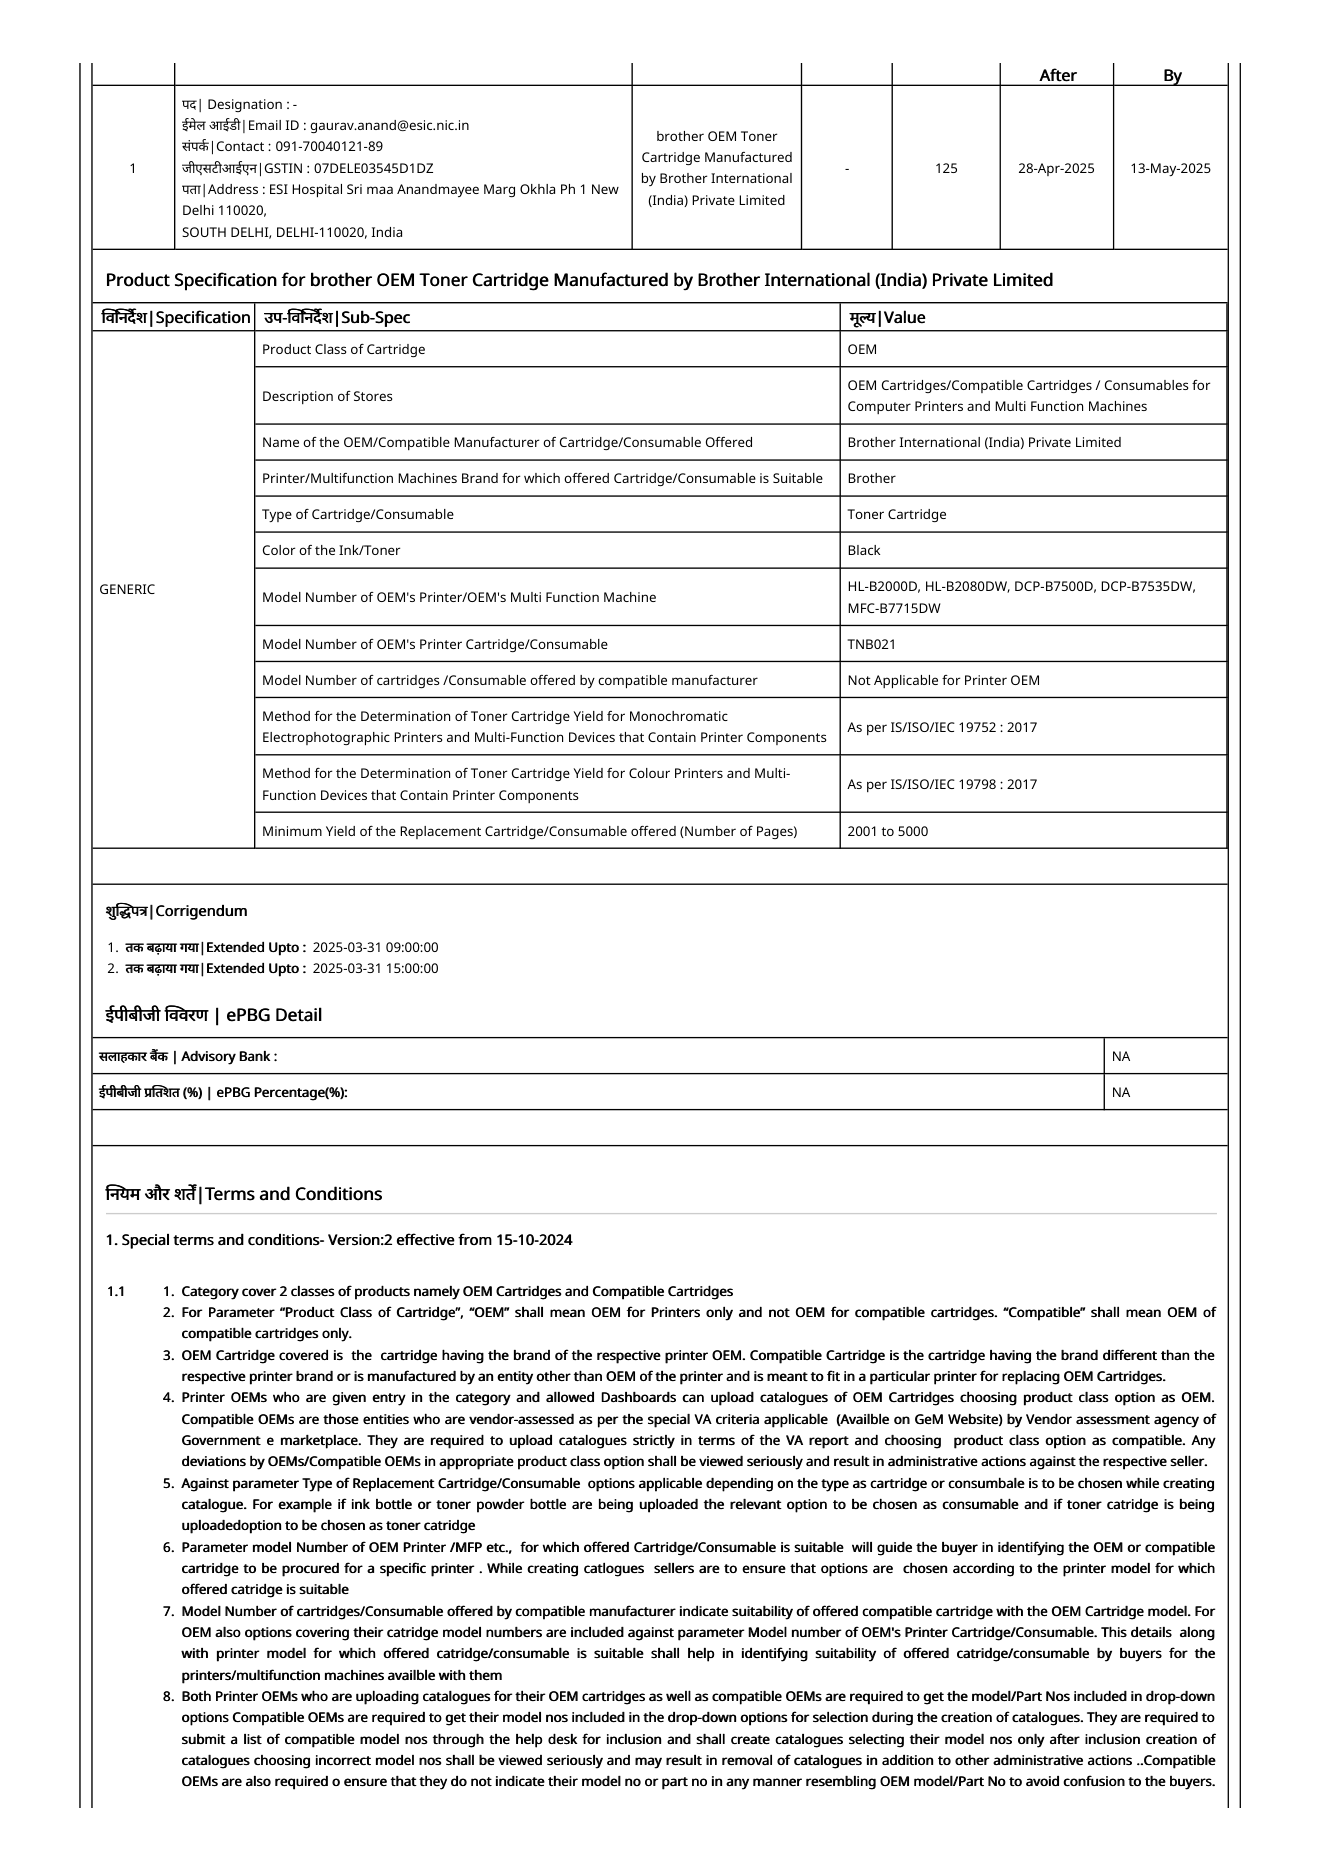 After By
पद| Designation : -
ईमेल आईडी|Email ID : gaurav.anand@esic.nic.in
संपर्क|Contact : 091-70040121-89
जीएसटीआईएन|GSTIN : 07DELE03545D1DZ
पता|Address : ESI Hospital Sri maa Anandmayee Marg Okhla Ph 1 New
Delhi 110020,
SOUTH DELHI, DELHI-110020, India
1
brother OEM Toner
Cartridge Manufactured
by Brother International
(India) Private Limited
- 125 28-Apr-2025 13-May-2025
Product Specification for brother OEM Toner Cartridge Manufactured by Brother International (India) Private Limited
विनिर्देश|Specification उप-विनिर्देश|Sub-Spec मूल्य|Value
GENERIC
Product Class of Cartridge OEM
Description of Stores OEM Cartridges/Compatible Cartridges / Consumables for
Computer Printers and Multi Function Machines
Name of the OEM/Compatible Manufacturer of Cartridge/Consumable Offered Brother International (India) Private Limited
Printer/Multifunction Machines Brand for which offered Cartridge/Consumable is Suitable Brother
Type of Cartridge/Consumable Toner Cartridge
Color of the Ink/Toner Black
Model Number of OEM's Printer/OEM's Multi Function Machine HL-B2000D, HL-B2080DW, DCP-B7500D, DCP-B7535DW,
MFC-B7715DW
Model Number of OEM's Printer Cartridge/Consumable TNB021
Model Number of cartridges /Consumable offered by compatible manufacturer Not Applicable for Printer OEM
Method for the Determination of Toner Cartridge Yield for Monochromatic
Electrophotographic Printers and Multi-Function Devices that Contain Printer Components As per IS/ISO/IEC 19752 : 2017
Method for the Determination of Toner Cartridge Yield for Colour Printers and Multi-
Function Devices that Contain Printer Components As per IS/ISO/IEC 19798 : 2017
Minimum Yield of the Replacement Cartridge/Consumable offered (Number of Pages) 2001 to 5000
शुद्धिपत्र|Corrigendum
1. तक बढ़ाया गया|Extended Upto : 2025-03-31 09:00:00
2. तक बढ़ाया गया|Extended Upto : 2025-03-31 15:00:00
ईपीबीजी विवरण | ePBG Detail
सलाहकार बैंक | Advisory Bank : NA
ईपीबीजी प्रतिशत (%) | ePBG Percentage(%): NA
नियम और शर्तें|Terms and Conditions
1. Special terms and conditions- Version:2 effective from 15-10-2024
1.1 1. Category cover 2 classes of products namely OEM Cartridges and Compatible Cartridges
2. For Parameter “Product Class of Cartridge”, “OEM” shall mean OEM for Printers only and not OEM for compatible cartridges. “Compatible” shall mean OEM of
compatible cartridges only.
3. OEM Cartridge covered is the cartridge having the brand of the respective printer OEM. Compatible Cartridge is the cartridge having the brand different than the
respective printer brand or is manufactured by an entity other than OEM of the printer and is meant to fit in a particular printer for replacing OEM Cartridges.
4. Printer OEMs who are given entry in the category and allowed Dashboards can upload catalogues of OEM Cartridges choosing product class option as OEM.
Compatible OEMs are those entities who are vendor-assessed as per the special VA criteria applicable (Availble on GeM Website) by Vendor assessment agency of
Government e marketplace. They are required to upload catalogues strictly in terms of the VA report and choosing product class option as compatible. Any
deviations by OEMs/Compatible OEMs in appropriate product class option shall be viewed seriously and result in administrative actions against the respective seller.
5. Against parameter Type of Replacement Cartridge/Consumable options applicable depending on the type as cartridge or consumbale is to be chosen while creating
catalogue. For example if ink bottle or toner powder bottle are being uploaded the relevant option to be chosen as consumable and if toner catridge is being
uploadedoption to be chosen as toner catridge
6. Parameter model Number of OEM Printer /MFP etc., for which offered Cartridge/Consumable is suitable will guide the buyer in identifying the OEM or compatible
cartridge to be procured for a specific printer . While creating catlogues sellers are to ensure that options are chosen according to the printer model for which
offered catridge is suitable
7. Model Number of cartridges/Consumable offered by compatible manufacturer indicate suitability of offered compatible cartridge with the OEM Cartridge model. For
OEM also options covering their catridge model numbers are included against parameter Model number of OEM's Printer Cartridge/Consumable. This details along
with printer model for which offered catridge/consumable is suitable shall help in identifying suitability of offered catridge/consumable by buyers for the
printers/multifunction machines availble with them
8. Both Printer OEMs who are uploading catalogues for their OEM cartridges as well as compatible OEMs are required to get the model/Part Nos included in drop-down
options Compatible OEMs are required to get their model nos included in the drop-down options for selection during the creation of catalogues. They are required to
submit a list of compatible model nos through the help desk for inclusion and shall create catalogues selecting their model nos only after inclusion creation of
catalogues choosing incorrect model nos shall be viewed seriously and may result in removal of catalogues in addition to other administrative actions ..Compatible
OEMs are also required o ensure that they do not indicate their model no or part no in any manner resembling OEM model/Part No to avoid confusion to the buyers.